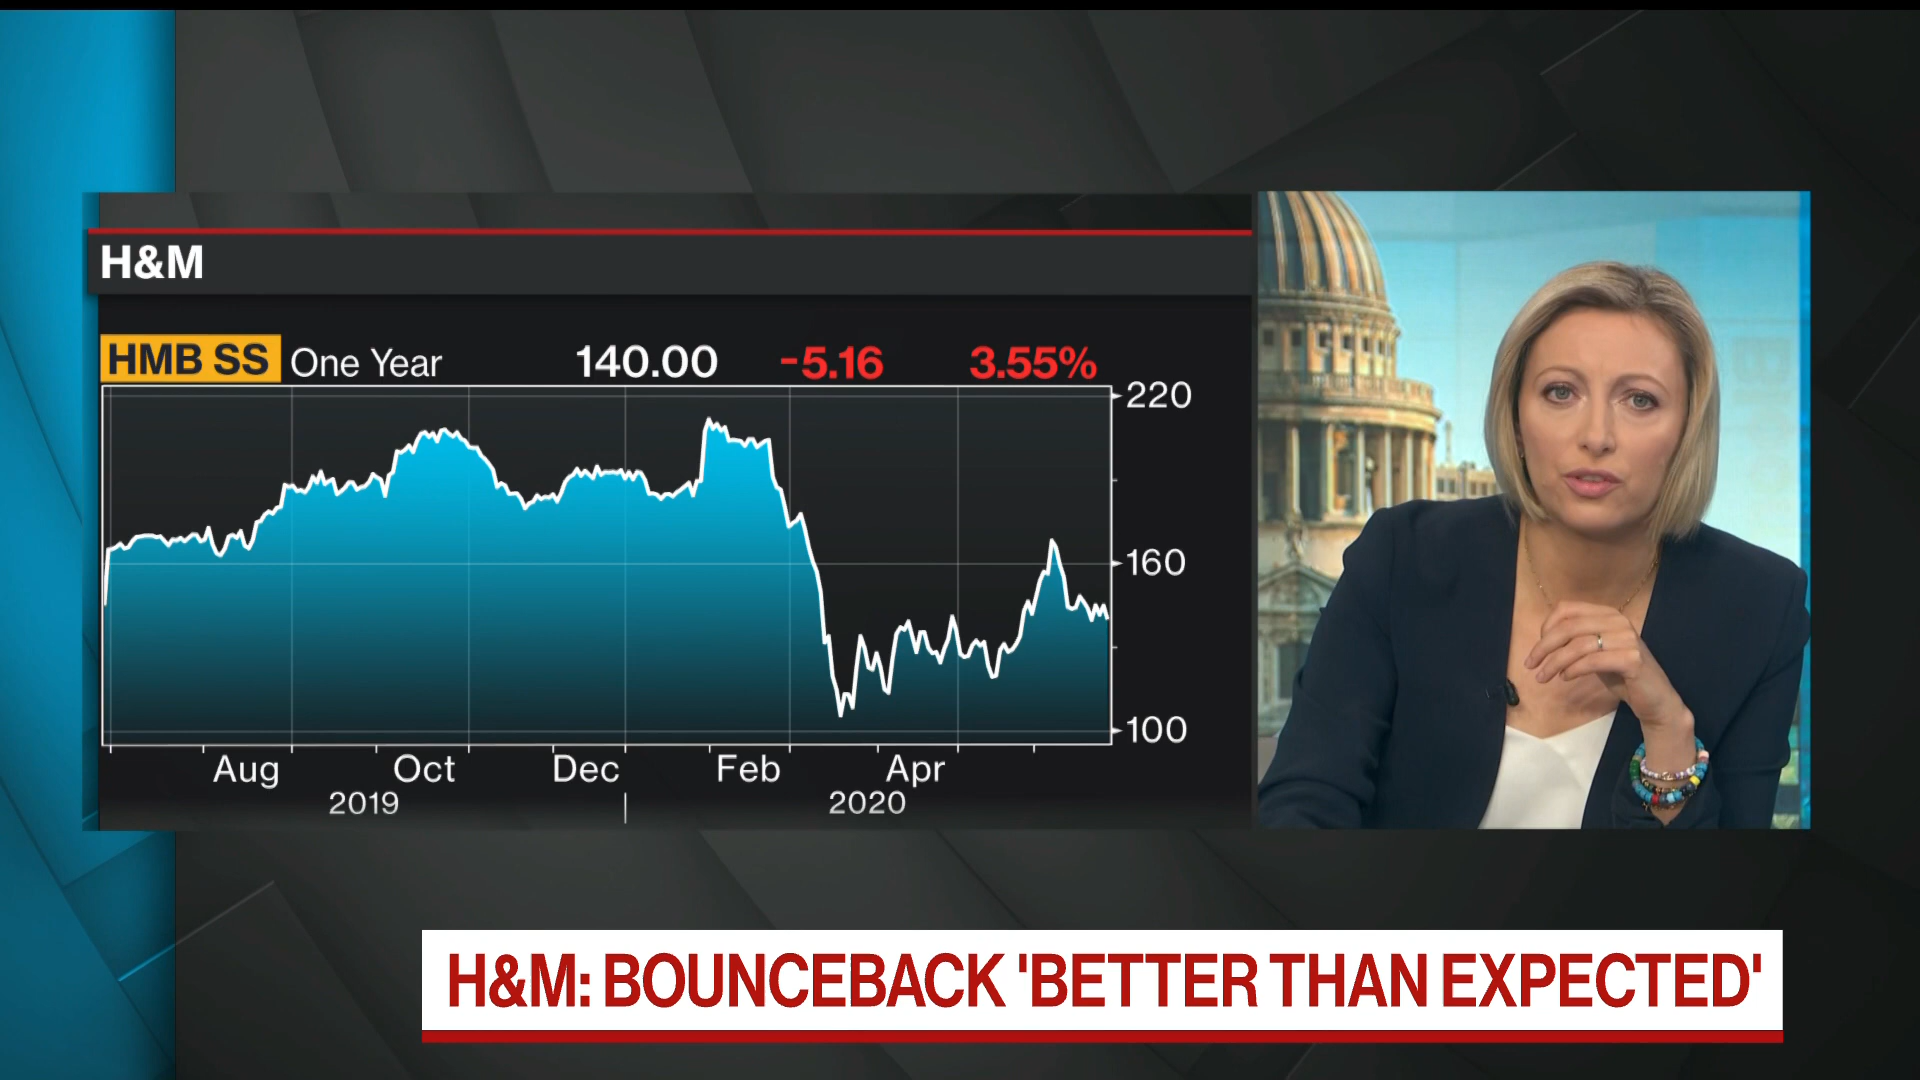 H&M
HMB SS One Year 140.00 -5.16 3.55%
220
160
100
Aug Oct Dec Feb Apr
2019 2020
H&M: BOUNCEBACK 'BETTER THAN EXPECTED'